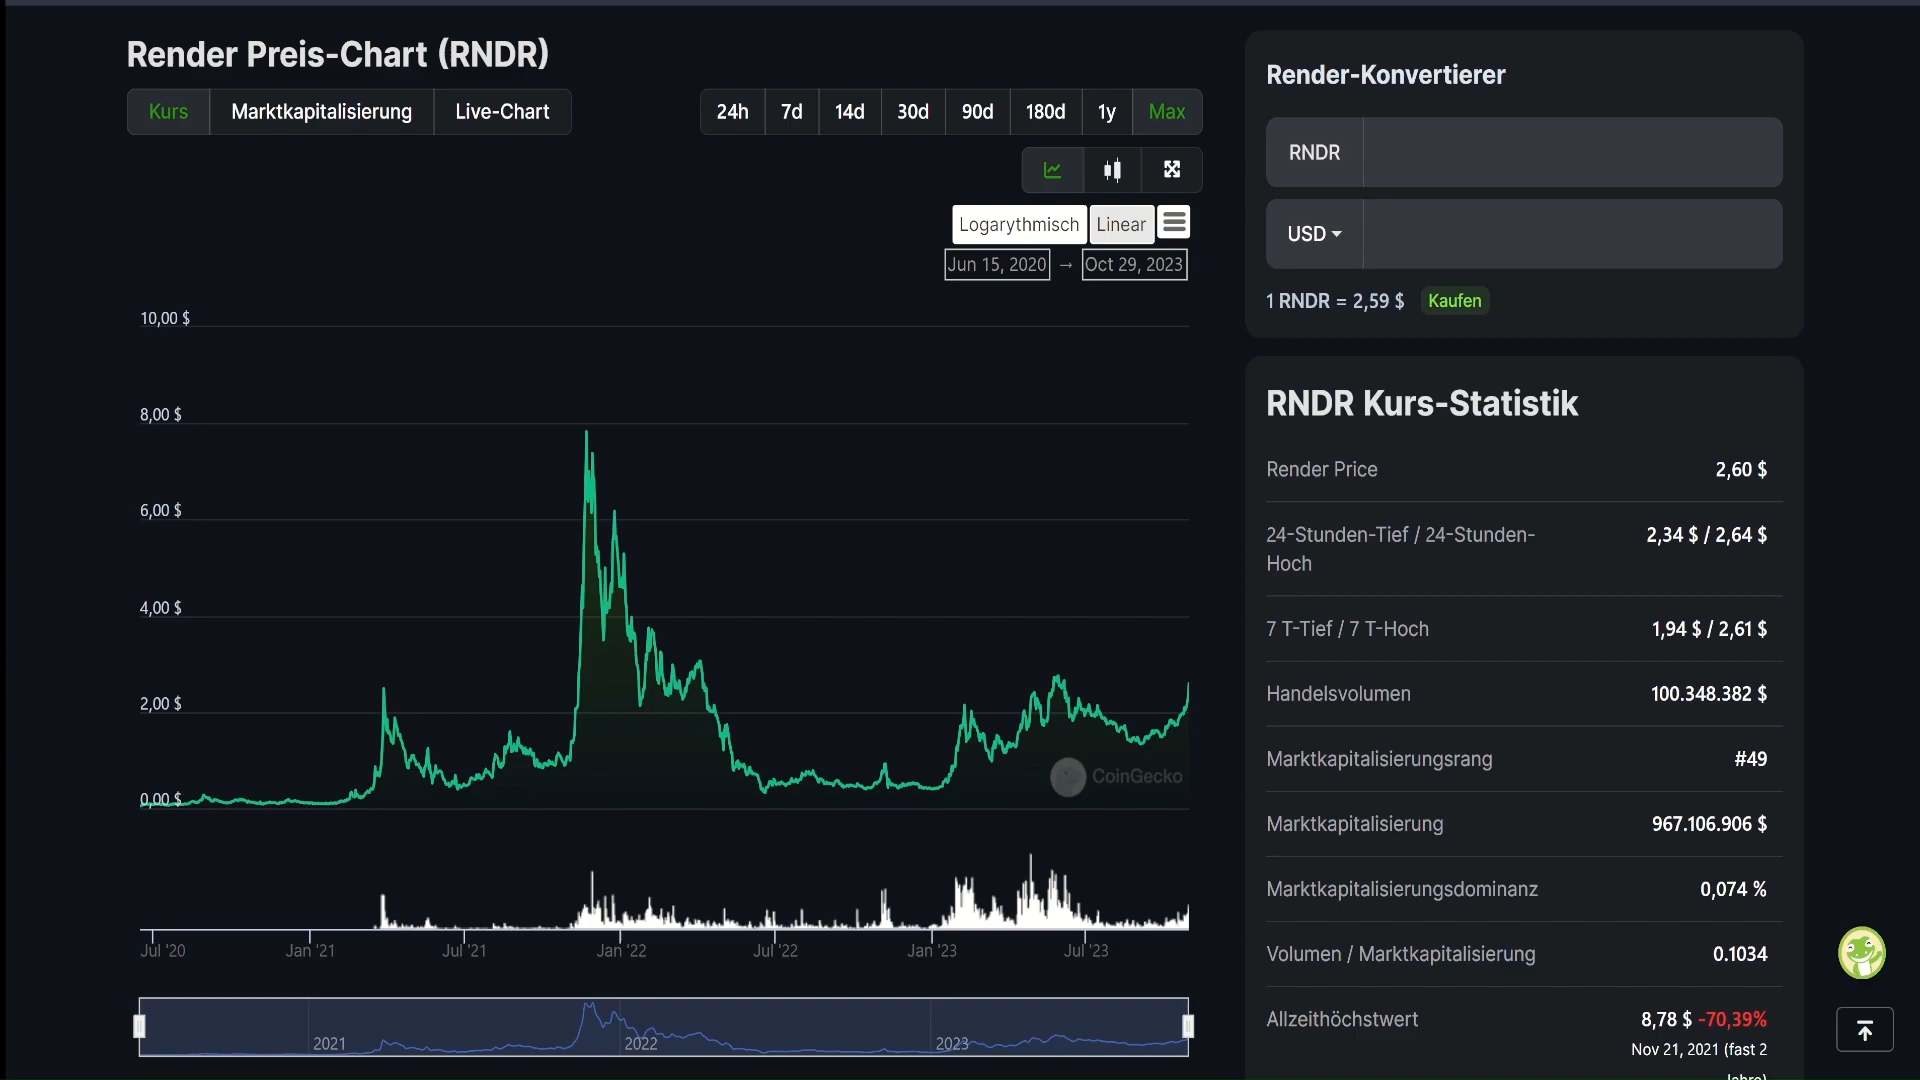 Render Preis-Chart (RNDR)
Kurs
Marktkapitalisierung
Live-Chart
24h
7d
14d
30d
90d
180d
1y
Max
Logarythmisch
Linear
Jun 15, 2020
→
Oct 29, 2023
10,00 $
8,00 $
6,00 $
4,00 $
2,00 $
0,00 $
CoinGecko
Jul '20
Jan '21
Jul '21
Jan '22
Jul '22
Jan '23
Jul '23
2021
2022
2023
Render-Konvertierer
RNDR
USD
1 RNDR = 2,59 $
Kaufen
RNDR Kurs-Statistik
Render Price
2,60 $
24-Stunden-Tief / 24-Stunden-
Hoch
2,34 $ / 2,64 $
7 T-Tief / 7 T-Hoch
1,94 $ / 2,61 $
Handelsvolumen
100.348.382 $
Marktkapitalisierungsrang
#49
Marktkapitalisierung
967.106.906 $
Marktkapitalisierungsdominanz
0,074 %
Volumen / Marktkapitalisierung
0.1034
Allzeithöchstwert
8,78 $ -70,39%
Nov 21, 2021 (fast 2